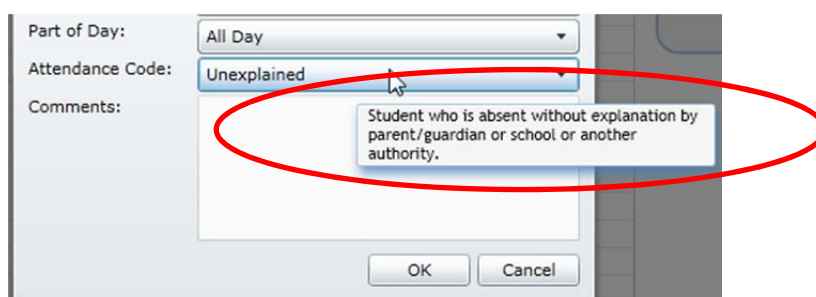 Part of Day: All Day
Attendance Code: Unexplained
Comments:
Student who is absent without explanation by
parent/guardian or school or another
authority.
OK Cancel